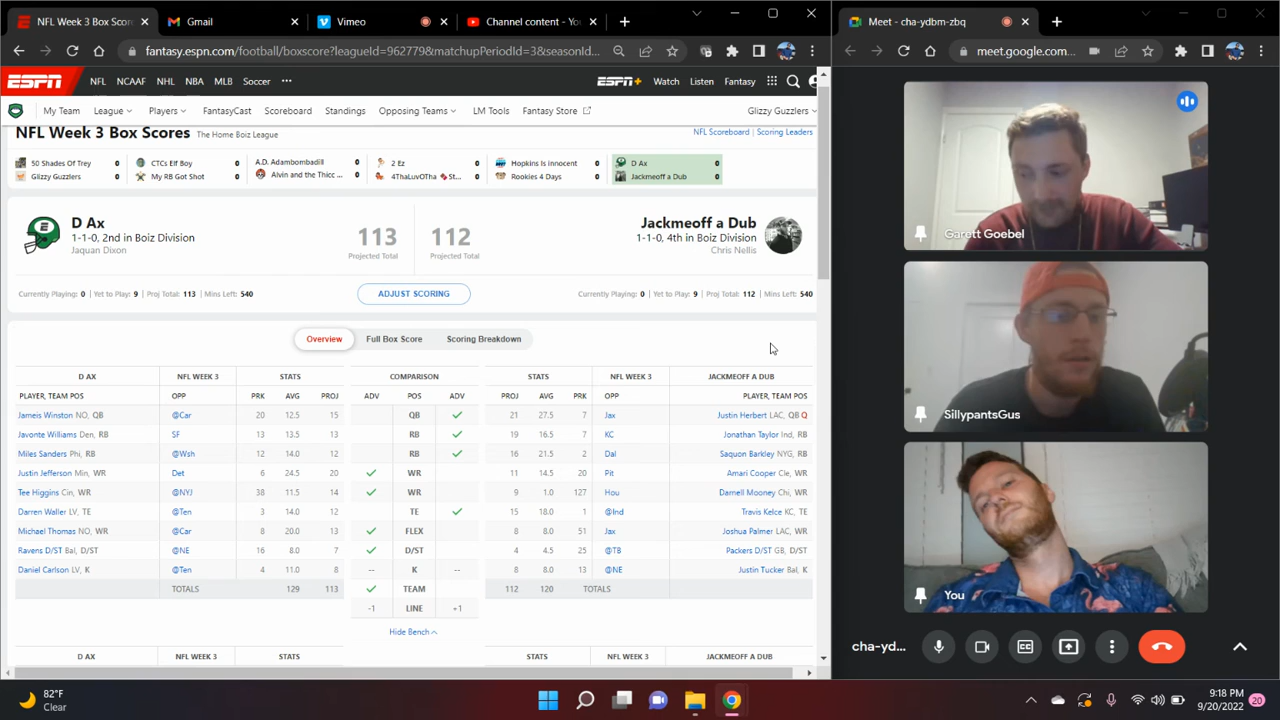 NFL Week 3 Box Scores
Gmail
Vimeo
Channel content - Yo
Meet - cha-ydbm-zbq
fantasy.espn.com/football/boxscore?leagueId=962779&matchupPeriodId=3&seasonI
meet.google.com...
ESPN NFL NHL NBA MLB Soccer ESPN+ Watch Listen Fantasy
My Team League Players FantasyCast Scoreboard Standings Opposing Teams LM Tools Fantasy Store Glizzy Guzzlers
NFL Week 3 Box Scores The Home Boiz League NFL Scoreboard | Scoring Leaders
50 Shades Of Trey 0 CTCs Elf Boy 0 A.D. Adambombadill 0 2 Ez 0 Hopkins Is Innocent 0 D Ax 0
Glizzy Guzzlers 0 My RB Got Shot 0 Alvin and the Thicc ... 0 4ThaLuvOTha St... 0 Rookies 4 Days 0 Jackmeoff a Dub 0
D Ax 113 112 Jackmeoff a Dub
1-1-0, 2nd in Boiz Division 1-1-0, 4th in Boiz Division
Jaquan Dixon Projected Total Projected Total Chris Nellis
Currently Playing: 0 Yet to Play: 9 Proj Total: 113 Mins Left: 540 ADJUST SCORING Currently Playing: 0 Yet to Play: 9 Proj Total: 112 Mins Left: 540
Overview Full Box Score Scoring Breakdown
D AX NFL WEEK 3 STATS COMPARISON STATS NFL WEEK 3 JACKMEOFF A DUB
PLAYER, TEAM POS OPP PRK AVG PROJ ADV POS ADV PROJ AVG PRK OPP PLAYER, TEAM POS
Jameis Winston NO, QB @Car 20 12.5 15 QB 21 27.5 7 Jax Justin Herbert LAC, QB Q
Javonte Williams Den, RB SF 13 13.5 13 RB 19 16.5 7 KC Jonathan Taylor Ind, RB
Miles Sanders Phi, RB @Wsh 12 14.0 12 RB 16 21.5 2 Dal Saquon Barkley NYG, RB
Justin Jefferson Min, WR Det 6 24.5 20 WR 11 14.5 20 Pit Amari Cooper Cle, WR
Tee Higgins Cin, WR @NYJ 38 11.5 14 WR 9 1.0 127 Hou Darnell Mooney Chi, WR
Darren Waller LV, TE @Ten 3 14.0 12 TE 15 18.0 1 @Ind Travis Kelce KC, TE
Michael Thomas NO, WR @Car 8 20.0 13 FLEX 8 8.0 51 Jax Joshua Palmer LAC, WR
Ravens D/ST Bal, D/ST @NE 16 8.0 7 D/ST 4 4.5 25 @TB Packers D/ST GB, D/ST
Daniel Carlson LV, K @Ten 4 11.0 8 -- K -- 8 8.0 13 @NE Justin Tucker Bal, K
TOTALS 129 113 TEAM 112 120 TOTALS
-1 LINE +1
Hide Bench
D AX NFL WEEK 3 STATS STATS NFL WEEK 3 JACKMEOFF A DUB
Garett Goebel
SillypantsGus
You
cha-yd...
82°F
Clear
9:18 PM
9/20/2022
20